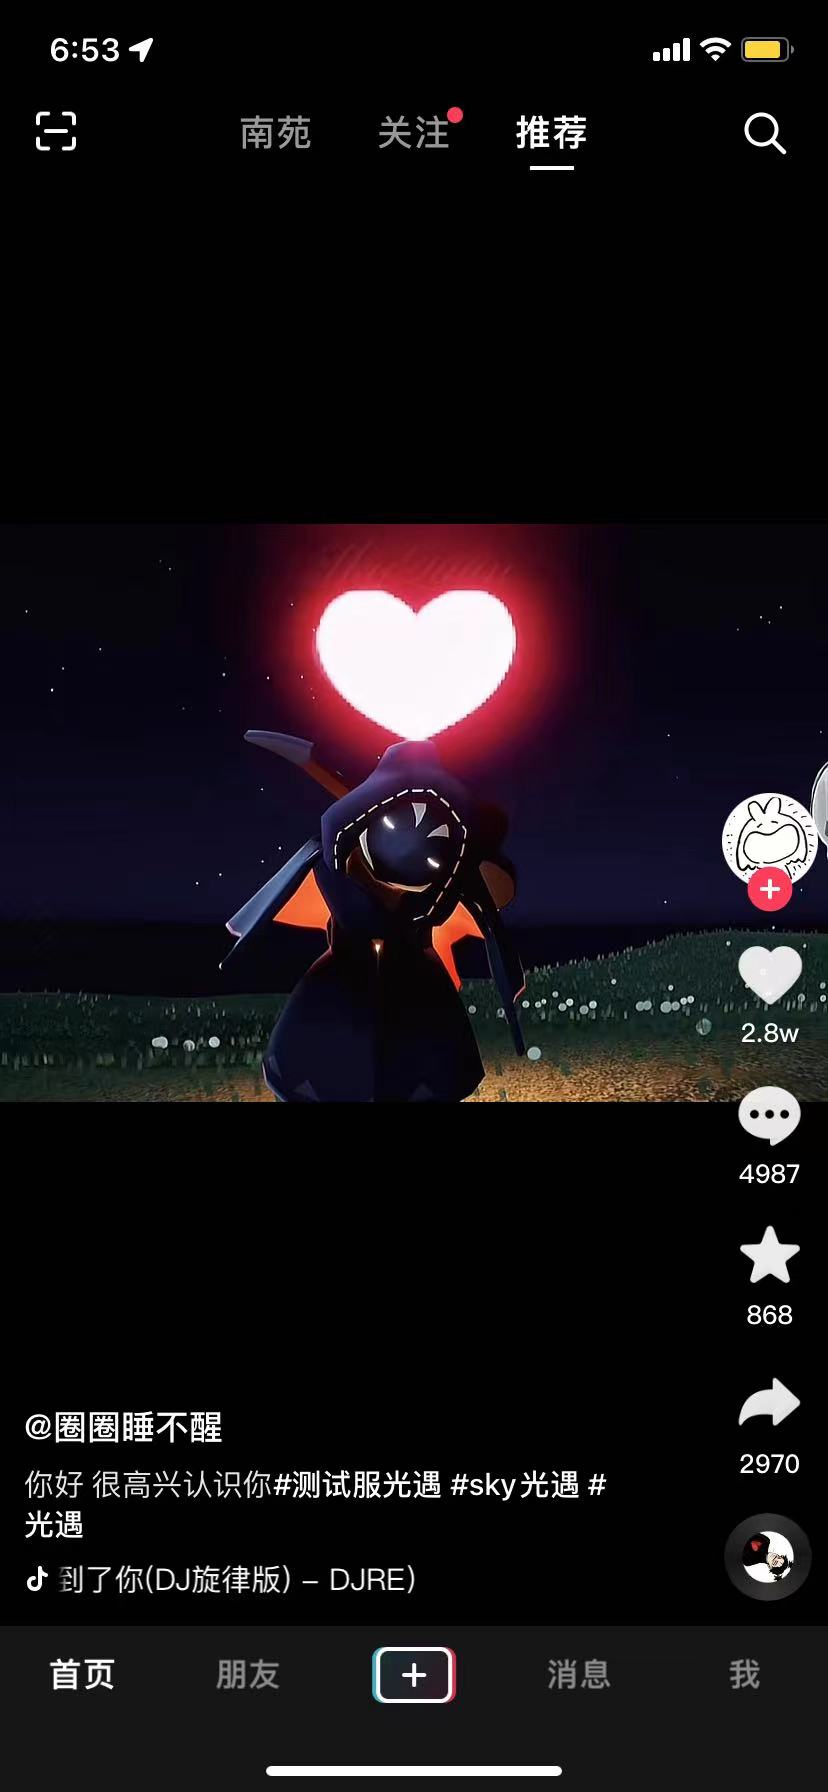 6:53
南苑 关注 推荐
2.8w
4987
868
2970
@圈圈睡不醒
你好 很高兴认识你#测试服光遇 #sky光遇 #
光遇
到了你(DJ旋律版) - DJRE)
首页 朋友 消息 我